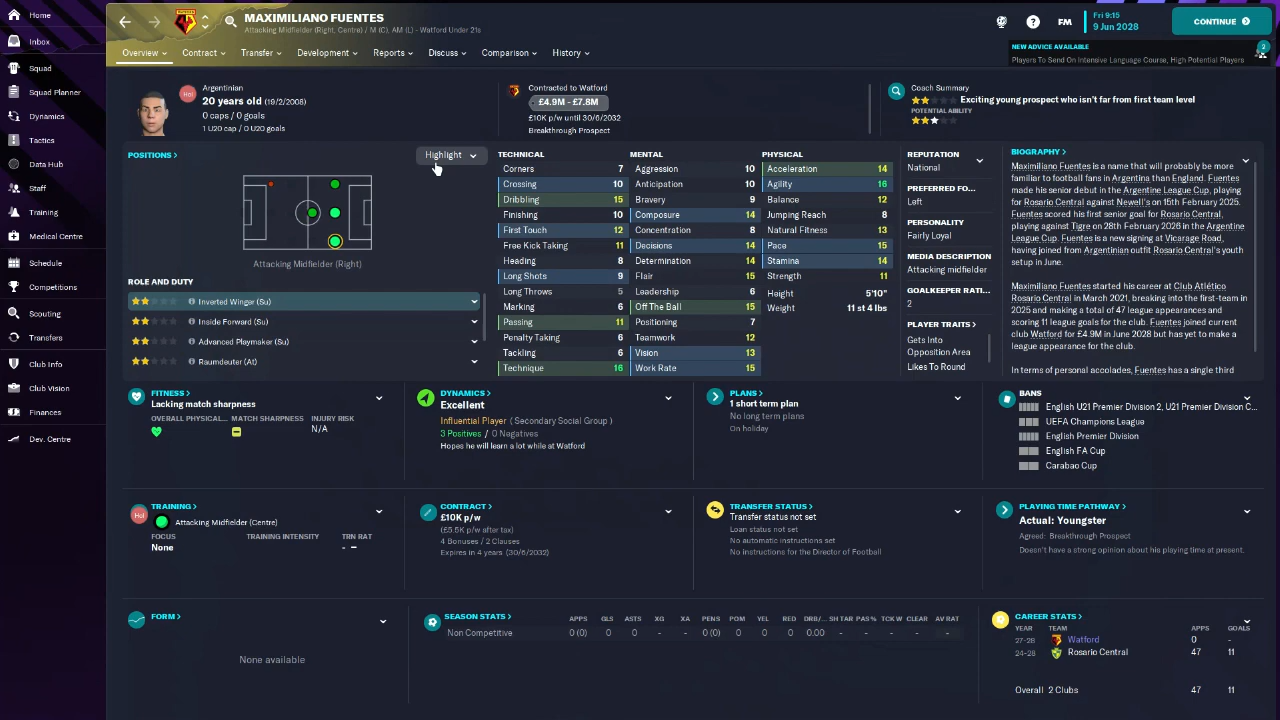 Home
Inbox
Squad
Squad Planner
Dynamics
Tactics
Data Hub
Staff
Training
Medical Centre
Schedule
Competitions
Scouting
Transfers
Club Info
Club Vision
Finances
Dev. Centre
MAXIMILIANO FUENTES
Attacking Midfielder (Right, Centre) / M (C), AM (L) - Watford Under 21s
FM
Fri 9:15
9 Jun 2028
CONTINUE
Overview Contract Transfer Development Reports Discuss Comparison History
NEW ADVICE AVAILABLE
2
Players To Send On Intensive Language Course, High Potential Players
Hol
Argentinian
20 years old (19/2/2008)
0 caps / 0 goals
1 U20 cap / 0 U20 goals
Contracted to Watford
£4.9M - £7.8M
£10K p/w until 30/6/2032
Breakthrough Prospect
Coach Summary
Exciting young prospect who isn't far from first team level
POTENTIAL ABILITY
POSITIONS
Highlight
Attacking Midfielder (Right)
ROLE AND DUTY
Inverted Winger (Su)
Inside Forward (Su)
Advanced Playmaker (Su)
Raumdeuter (At)
TECHNICAL
Corners 7
Crossing 10
Dribbling 15
Finishing 10
First Touch 12
Free Kick Taking 11
Heading 8
Long Shots 9
Long Throws 5
Marking 6
Passing 11
Penalty Taking 6
Tackling 6
Technique 16
MENTAL
Aggression 10
Anticipation 10
Bravery 9
Composure 14
Concentration 8
Decisions 14
Determination 14
Flair 15
Leadership 6
Off The Ball 15
Positioning 7
Teamwork 12
Vision 13
Work Rate 15
PHYSICAL
Acceleration 14
Agility 16
Balance 12
Jumping Reach 8
Natural Fitness 13
Pace 15
Stamina 14
Strength 11
Height 5'10"
Weight 11 st 4 lbs
REPUTATION
National
PREFERRED FO...
Left
PERSONALITY
Fairly Loyal
MEDIA DESCRIPTION
Attacking midfielder
GOALKEEPER RATI...
2
PLAYER TRAITS
Gets Into
Opposition Area
Likes To Round
BIOGRAPHY
Maximiliano Fuentes is a name that will probably be more
familiar to football fans in Argentina than England. Fuentes
made his senior debut in the Argentine League Cup, playing
for Rosario Central against Newell's on 15th February 2025.
Fuentes scored his first senior goal for Rosario Central,
playing against Tigre on 28th February 2026 in the Argentine
League Cup. Fuentes is a new signing at Vicarage Road,
having arrived from Argentinian outfit Rosario Central's youth
setup in June.
Maximiliano Fuentes started his career at Club Atlético
Rosario Central in March 2021, breaking into the first-team in
2025 and making a total of 47 league appearances and
scoring 11 league goals for the club. Fuentes joined current
club Watford for £4.9M in June 2028 but has yet to make a
league appearance for the club.
In terms of personal accolades, Fuentes has a single third
FITNESS
Lacking match sharpness
OVERALL PHYSICAL... MATCH SHARPNESS INJURY RISK
N/A
DYNAMICS
Excellent
Influential Player ( Secondary Social Group )
3 Positives / 0 Negatives
Hopes he will learn a lot while at Watford
PLANS
1 short term plan
No long term plans
On holiday
BANS
English U21 Premier Division 2, U21 Premier Division C...
UEFA Champions League
English Premier Division
English FA Cup
Carabao Cup
TRAINING
Hol
Attacking Midfielder (Centre)
FOCUS TRAINING INTENSITY TRN RAT
None - -
CONTRACT
£10K p/w
(£5.5K p/w after tax)
4 Bonuses / 2 Clauses
Expires in 4 years (30/6/2032)
TRANSFER STATUS
Transfer status not set
Loan status not set
No automatic instructions set
No instructions for the Director of Football
PLAYING TIME PATHWAY
Actual: Youngster
Agreed: Breakthrough Prospect
Doesn't have a strong opinion about his playing time at present.
FORM
None available
SEASON STATS APPS GLS ASTS XG XA PENS POM YEL RED DRB/... SH TAR PAS % TCK W CLEAR AV RAT
Non Competitive 0 (0) 0 0 - - 0 (0) 0 0 0 0.00 - - - - -
CAREER STATS
YEAR TEAM APPS GOALS
27-28 Watford 0 -
24-28 Rosario Central 47 11
Overall 2 Clubs 47 11